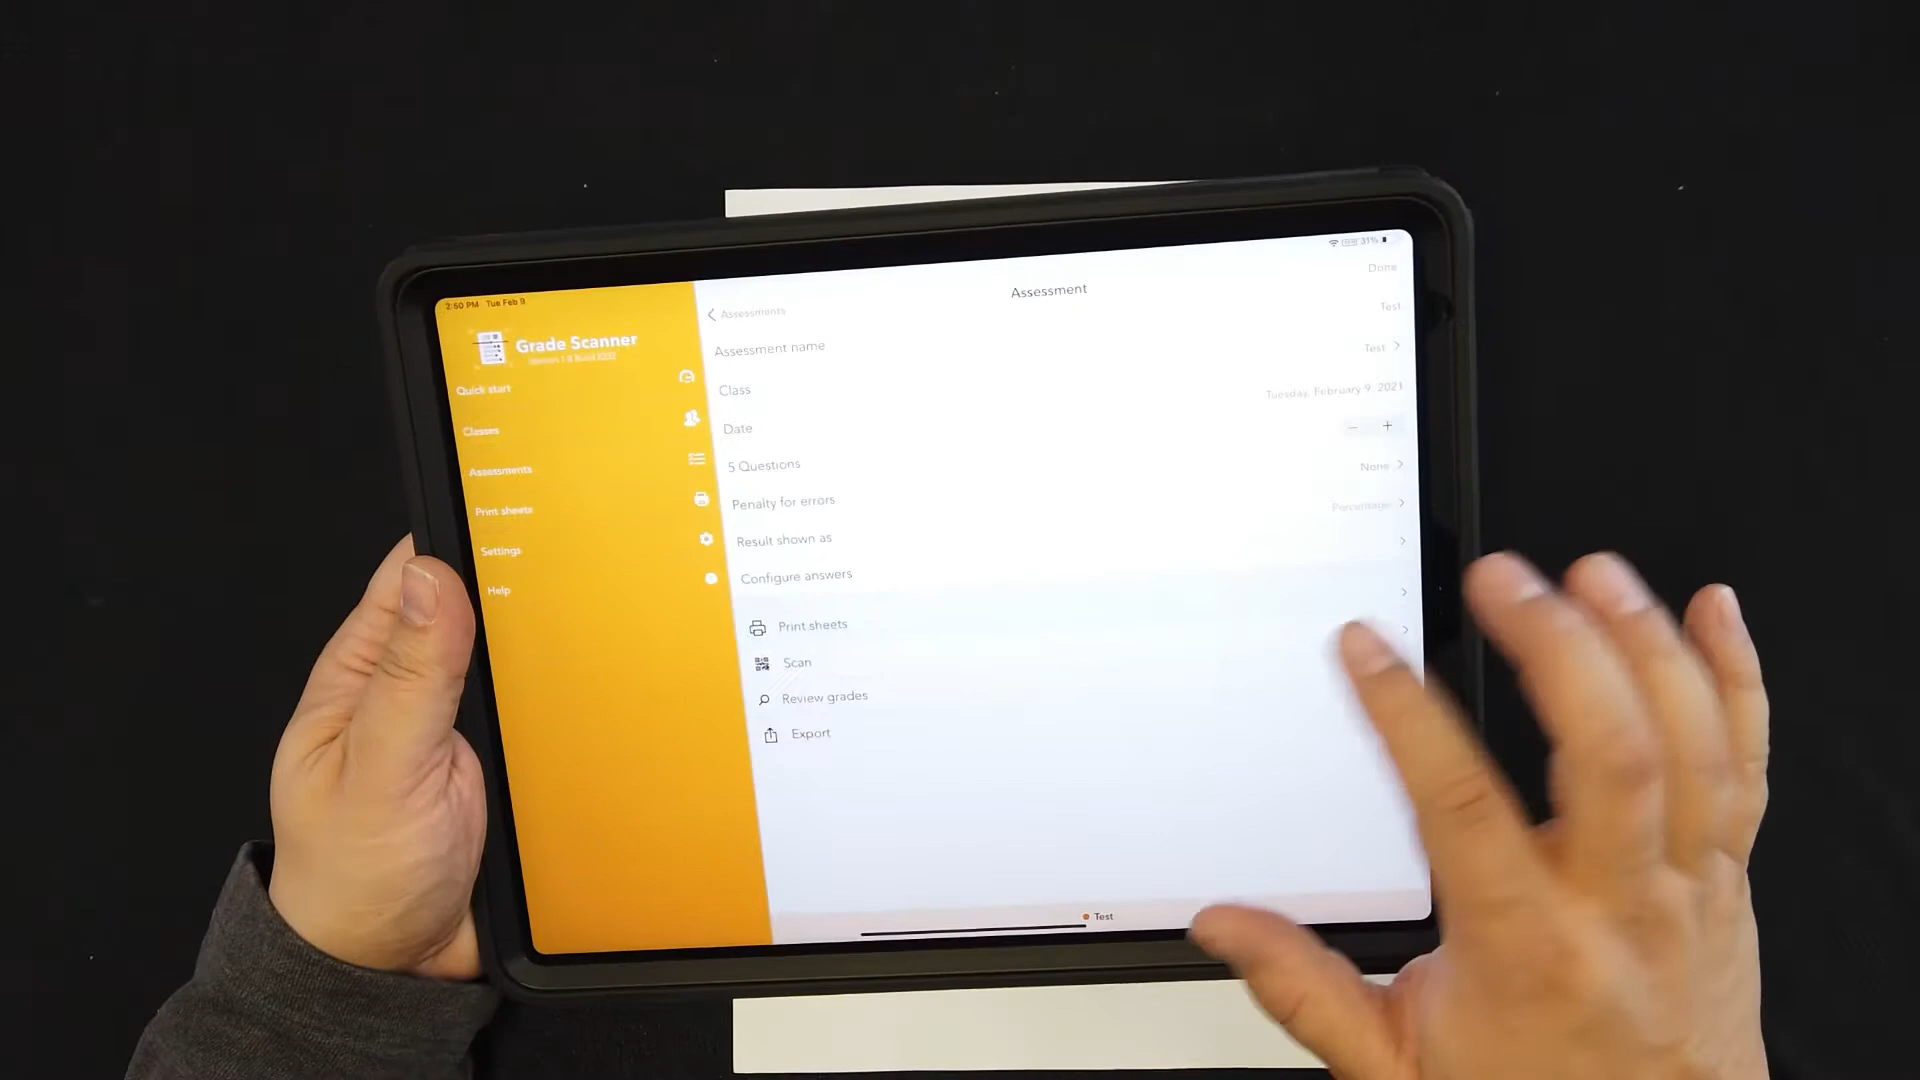 2:50 PM Tue Feb 9
31%
Grade Scanner
Quick start
Classes
Assessments
Print sheets
Settings
Help
Assessments
Assessment
Done
Assessment name
Test
Class
Test
Date
Tuesday, February 9, 2021
5 Questions
− +
Penalty for errors
None
Result shown as
Percentage
Configure answers
Print sheets
Scan
Review grades
Export
Test